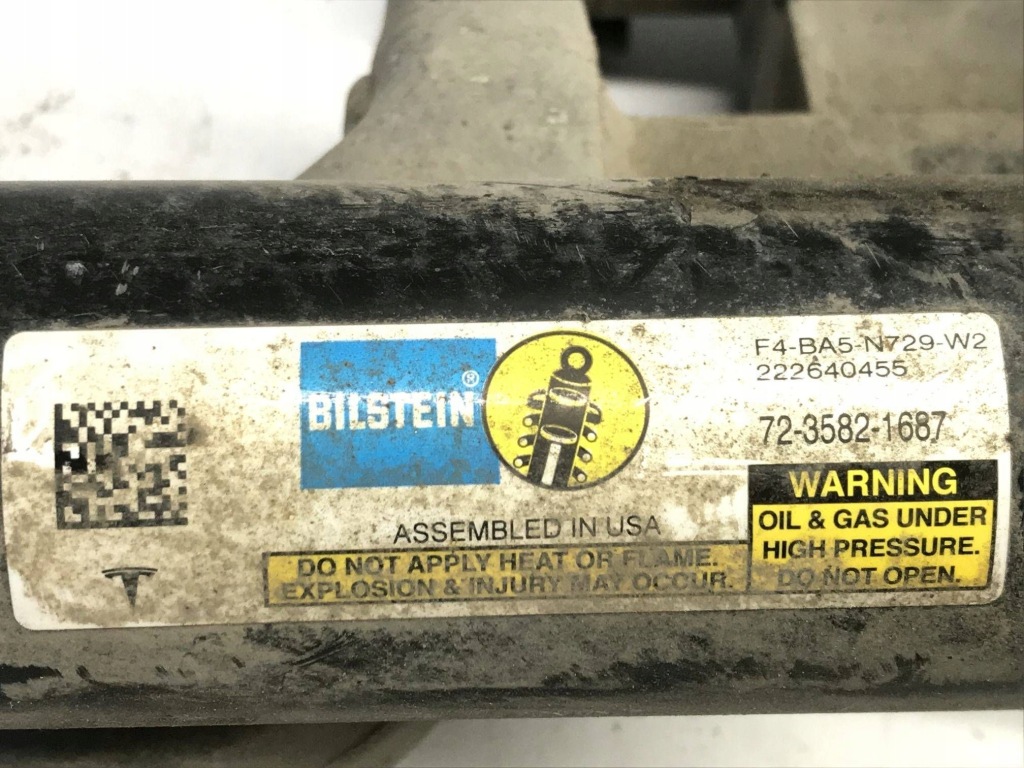 F4-BA5-N729-W2
222640455
BILSTEIN®
72-3582-1687
WARNING
OIL & GAS UNDER
HIGH PRESSURE.
DO NOT OPEN.
ASSEMBLED IN USA
DO NOT APPLY HEAT OR FLAME.
EXPLOSION & INJURY MAY OCCUR.